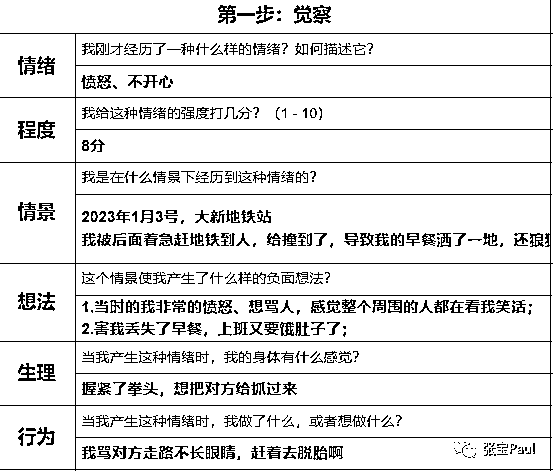 第一步：觉察
情绪
我刚才经历了一种什么样的情绪？如何描述它？
愤怒、不开心
程度
我给这种情绪的强度打几分？（1 - 10）
8分
情景
我是在什么情景下经历到这种情绪的？
2023年1月3号，大新地铁站
我被后面着急赶地铁到人，给撞到了，导致我的早餐洒了一地，还狼狈
想法
这个情景使我产生了什么样的负面想法？
1.当时的我非常的愤怒、想骂人，感觉整个周围的人都在看我笑话；
2.害我丢失了早餐，上班又要饿肚子了；
生理
当我产生这种情绪时，我的身体有什么感觉？
握紧了拳头，想把对方给抓过来
行为
当我产生这种情绪时，我做了什么，或者想做什么？
我骂对方走路不长眼睛，赶着去脱胎啊
张宝Paul